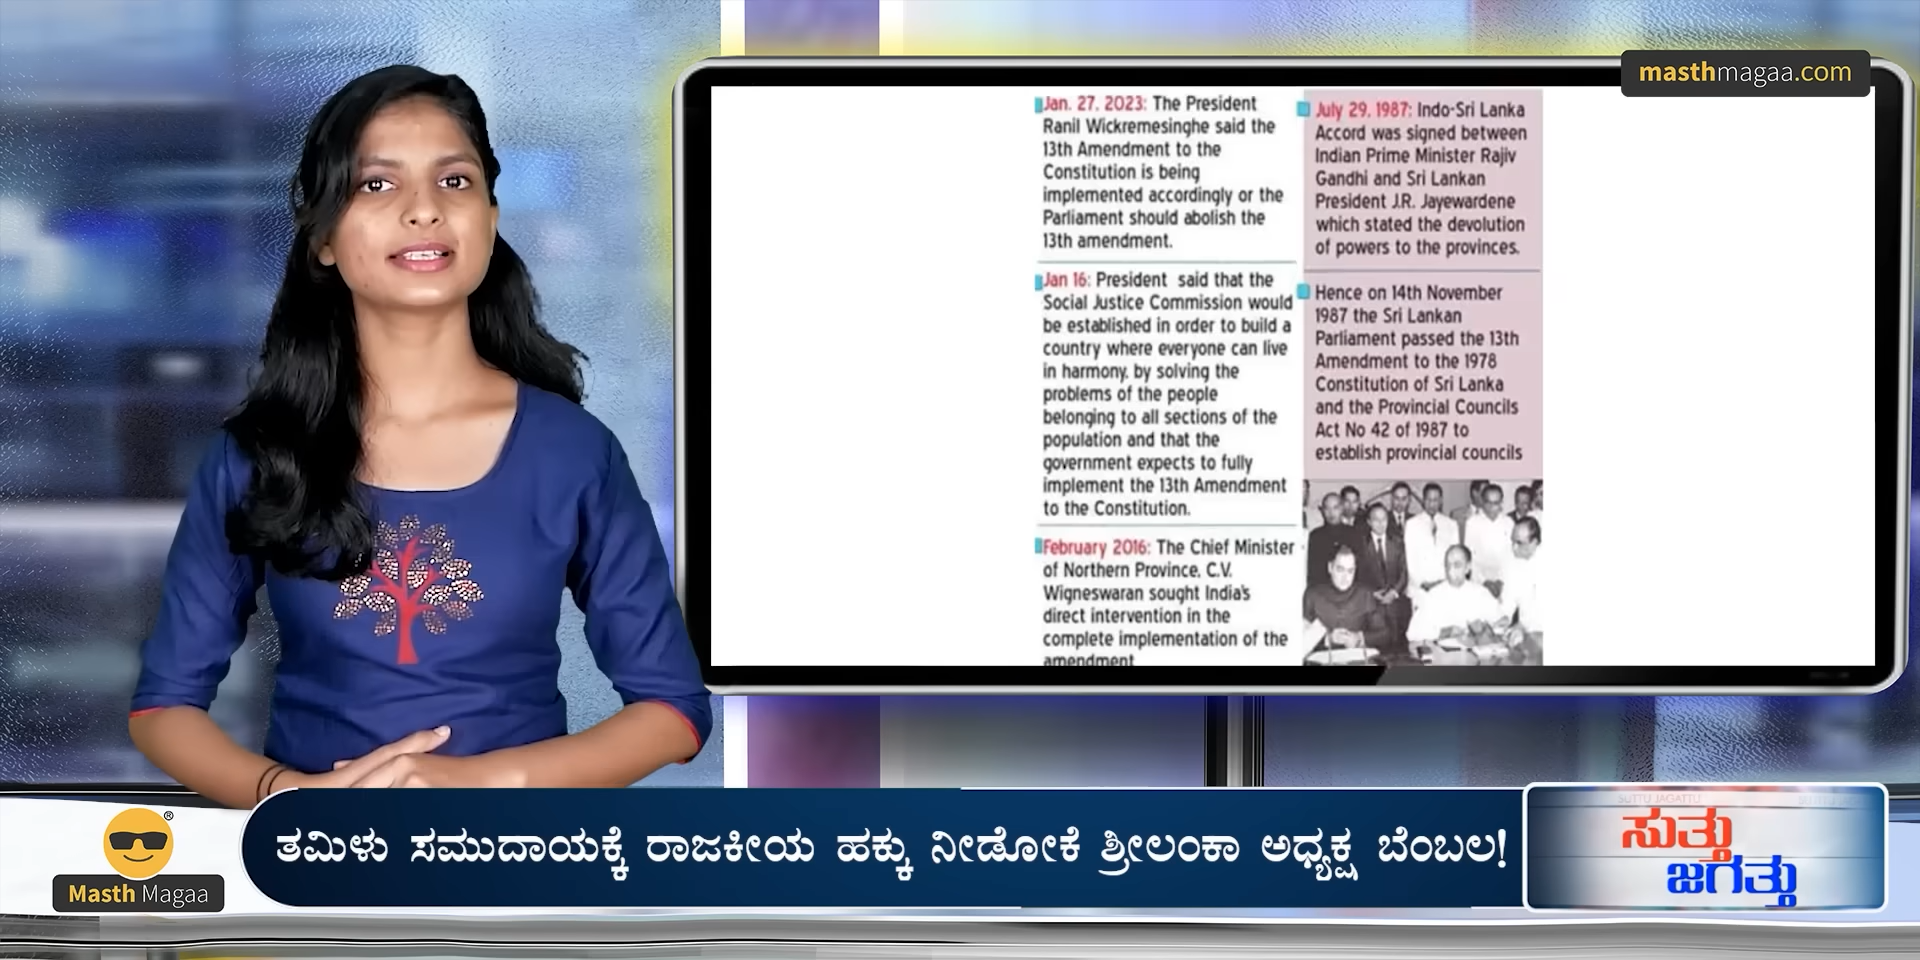 masthmagaa.com
Jan. 27, 2023: The President
Ranil Wickremesinghe said the
13th Amendment to the
Constitution is being
implemented accordingly or the
Parliament should abolish the
13th amendment.
Jan 16: President said that the
Social Justice Commission would
be established in order to build a
country where everyone can live
in harmony, by solving the
problems of the people
belonging to all sections of the
population and that the
government expects to fully
implement the 13th Amendment
to the Constitution.
February 2016: The Chief Minister
of Northern Province, C.V.
Wigneswaran sought India's
direct intervention in the
complete implementation of the
amendment
July 29, 1987: Indo-Sri Lanka
Accord was signed between
Indian Prime Minister Rajiv
Gandhi and Sri Lankan
President J.R. Jayewardene
which stated the devolution
of powers to the provinces.
Hence on 14th November
1987 the Sri Lankan
Parliament passed the 13th
Amendment to the 1978
Constitution of Sri Lanka
and the Provincial Councils
Act No 42 of 1987 to
establish provincial councils
®
Masth Magaa
ತಮಿಳು ಸಮುದಾಯಕ್ಕೆ ರಾಜಕೀಯ ಹಕ್ಕು ನೀಡೋಕೆ ಶ್ರೀಲಂಕಾ ಅಧ್ಯಕ್ಷ ಬೆಂಬಲ!
SUTTU JAGATTU
ಸುತ್ತು
ಜಗತ್ತು